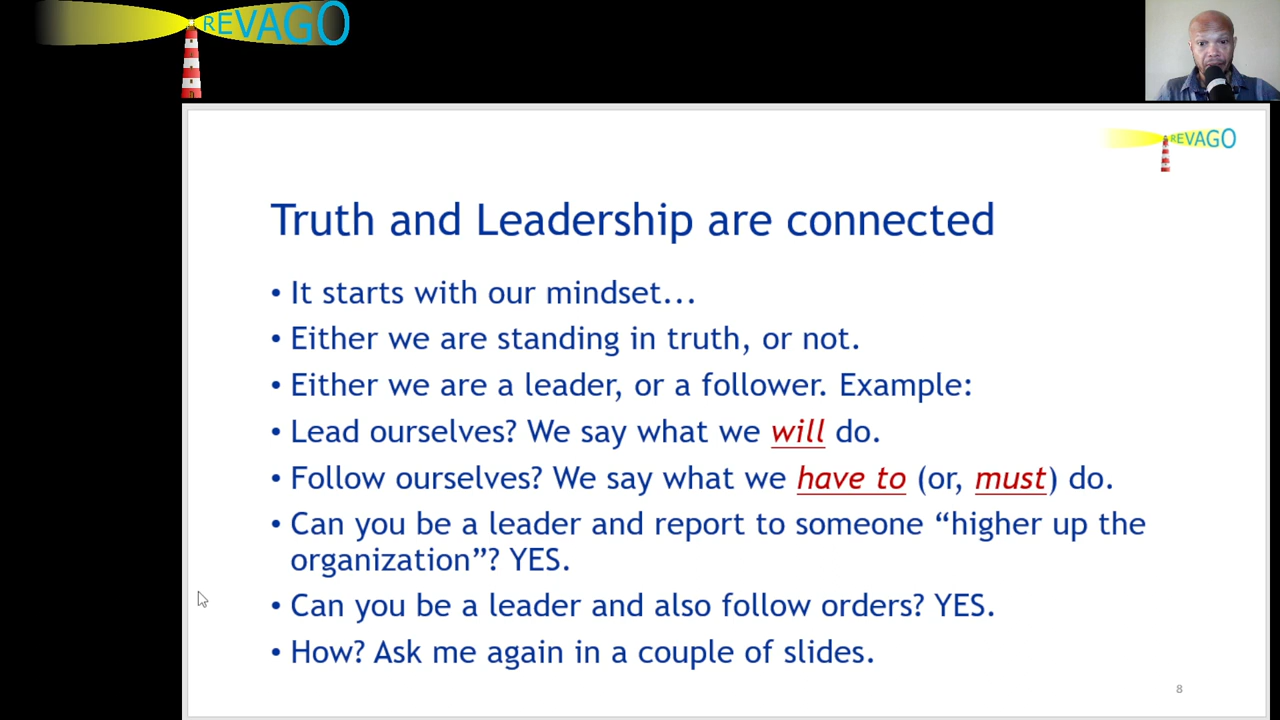 REVAGO
REVAGO
Truth and Leadership are connected
• It starts with our mindset...
• Either we are standing in truth, or not.
• Either we are a leader, or a follower. Example:
• Lead ourselves? We say what we will do.
• Follow ourselves? We say what we have to (or, must) do.
• Can you be a leader and report to someone “higher up the
organization”? YES.
• Can you be a leader and also follow orders? YES.
• How? Ask me again in a couple of slides.
8